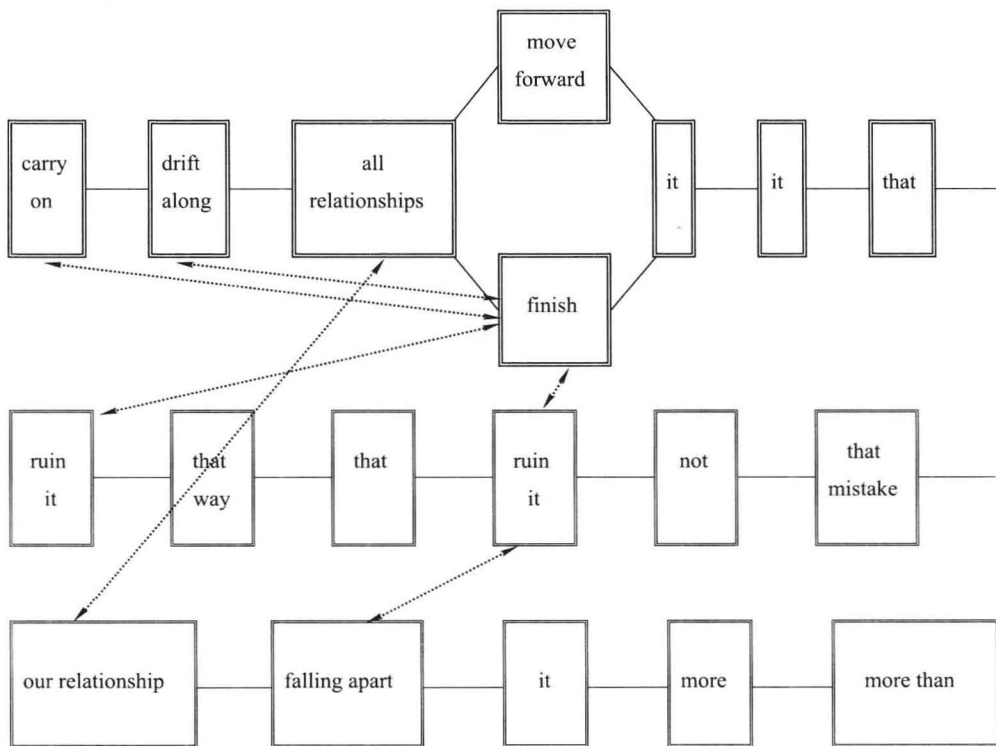 move
forward
carry
on
drift
along
all
relationships
it
it
that
finish
ruin
it
that
way
that
ruin
it
not
that
mistake
our relationship
falling apart
it
more
more than